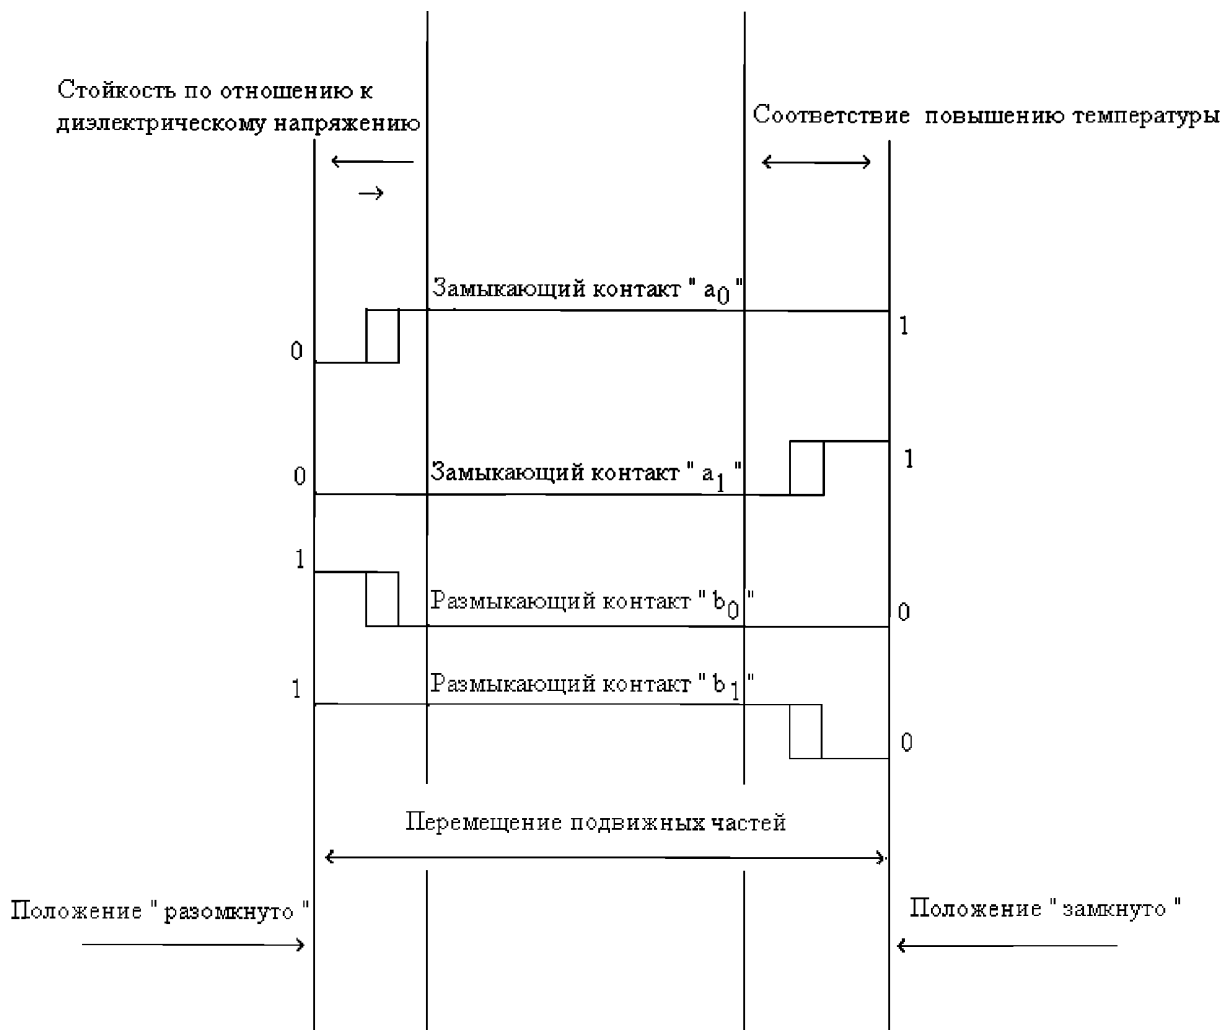 Стойкость по отношению к
диэлектрическому напряжению
Соответствие повышению температуры
Замыкающий контакт " a0 "
0
1
Замыкающий контакт " a1 "
0
1
1
Размыкающий контакт " b0 "
0
1
Размыкающий контакт " b1 "
0
Перемещение подвижных частей
Положение " разомкнуто "
Положение " замкнуто "